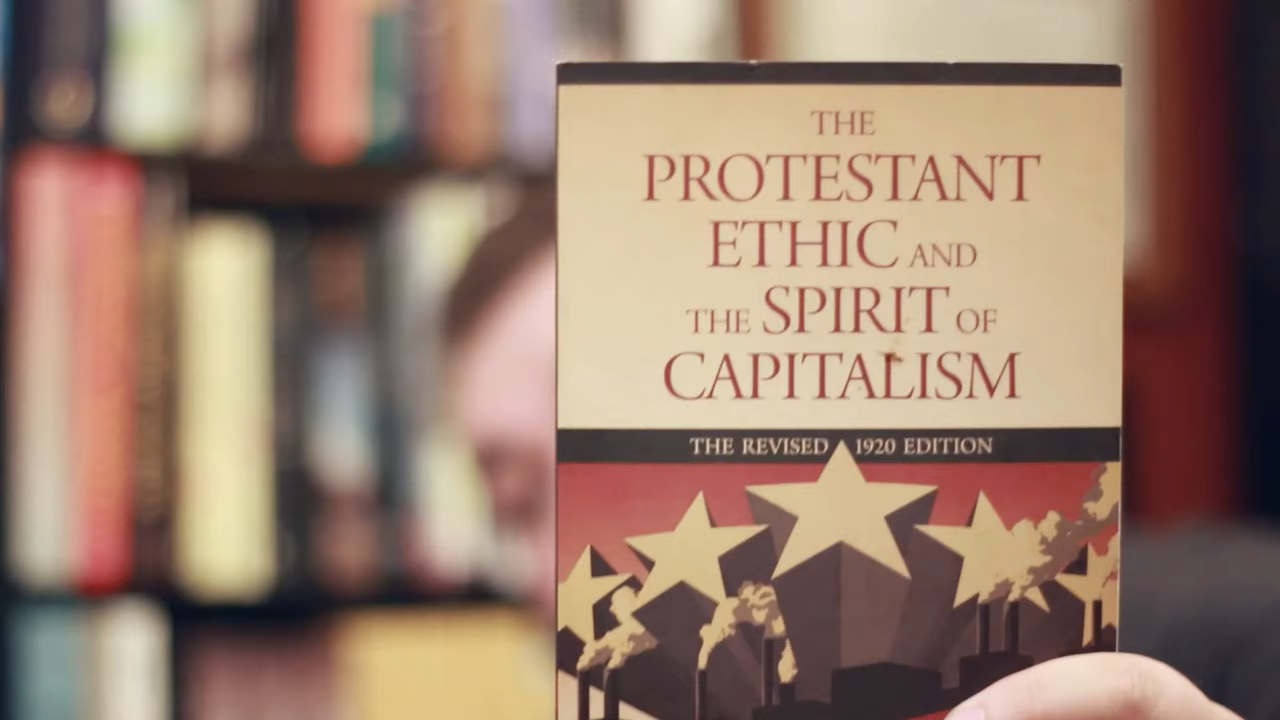 THE
PROTESTANT
ETHIC AND
THE SPIRIT OF
CAPITALISM
THE REVISED 1920 EDITION